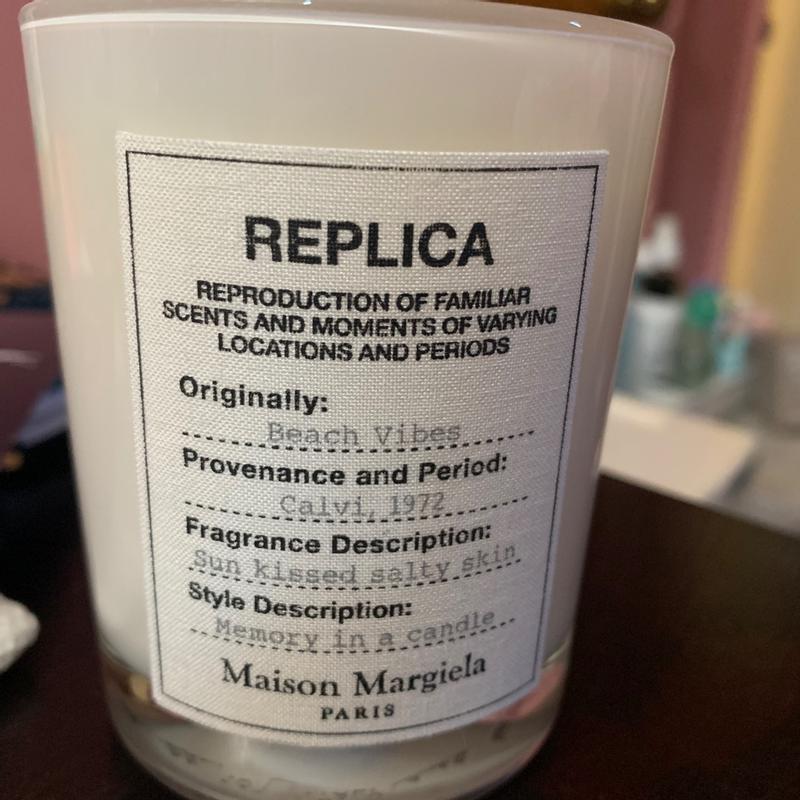 REPLICA
REPRODUCTION OF FAMILIAR
SCENTS AND MOMENTS OF VARYING
LOCATIONS AND PERIODS
Originally:
Beach Vibes
Provenance and Period:
Calvi, 1972
Fragrance Description:
Sun kissed salty skin
Style Description:
Memory in a candle
Maison Margiela
PARIS